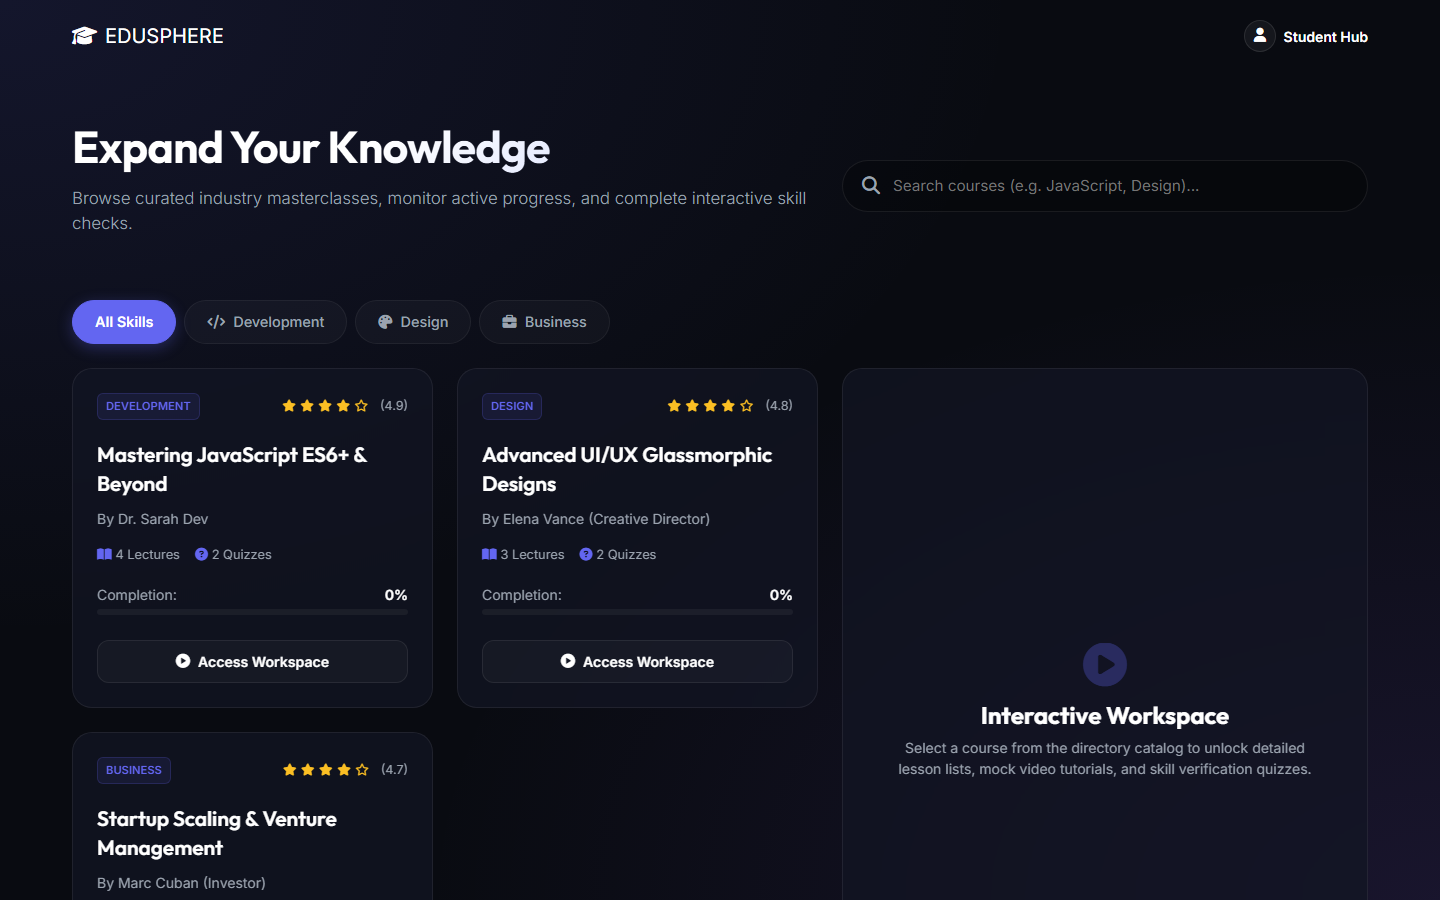 EDUSPHERE
Student Hub
Expand Your Knowledge
Browse curated industry masterclasses, monitor active progress, and complete interactive skill
checks.
Search courses (e.g. JavaScript, Design)...
All Skills
Development
Design
Business
DEVELOPMENT
(4.9)
Mastering JavaScript ES6+ &
Beyond
By Dr. Sarah Dev
4 Lectures
2 Quizzes
Completion:
0%
Access Workspace
DESIGN
(4.8)
Advanced UI/UX Glassmorphic
Designs
By Elena Vance (Creative Director)
3 Lectures
2 Quizzes
Completion:
0%
Access Workspace
Interactive Workspace
Select a course from the directory catalog to unlock detailed
lesson lists, mock video tutorials, and skill verification quizzes.
BUSINESS
(4.7)
Startup Scaling & Venture
Management
By Marc Cuban (Investor)